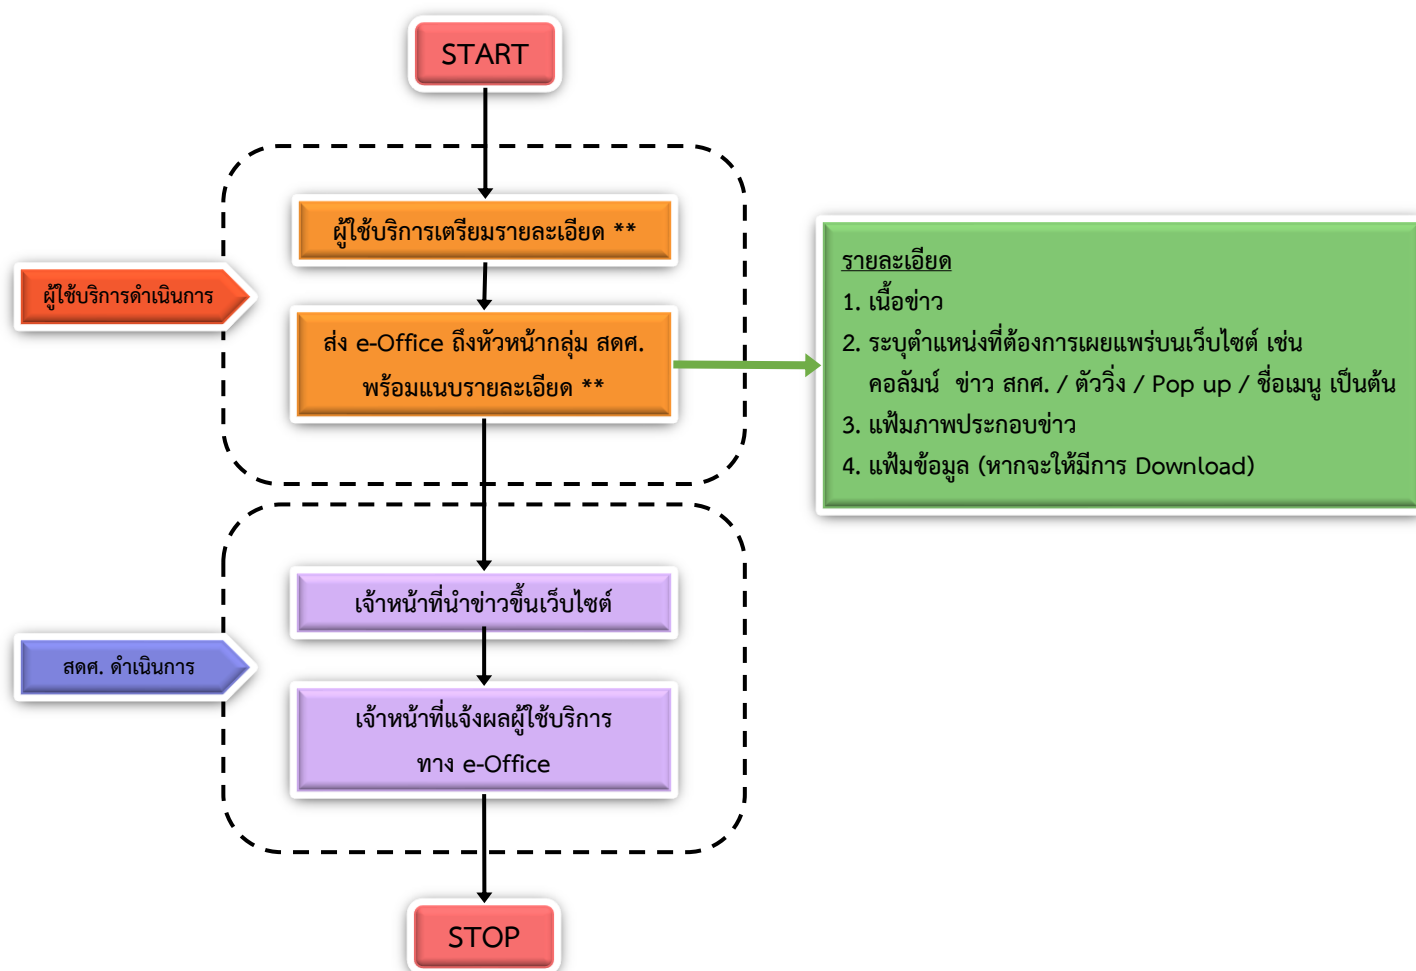 START
ผู้ใช้บริการเตรียมรายละเอียด **
ผู้ใช้บริการดำเนินการ
ส่ง e-Office ถึงหัวหน้ากลุ่ม สดศ.
พร้อมแนบรายละเอียด **
รายละเอียด
1. เนื้อข่าว
2. ระบุตำแหน่งที่ต้องการเผยแพร่บนเว็บไซต์ เช่น
คอลัมน์ ข่าว สกศ. / ตัววิ่ง / Pop up / ชื่อเมนู เป็นต้น
3. แฟ้มภาพประกอบข่าว
4. แฟ้มข้อมูล (หากจะให้มีการ Download)
เจ้าหน้าที่นำข่าวขึ้นเว็บไซต์
สดศ. ดำเนินการ
เจ้าหน้าที่แจ้งผลผู้ใช้บริการ
ทาง e-Office
STOP